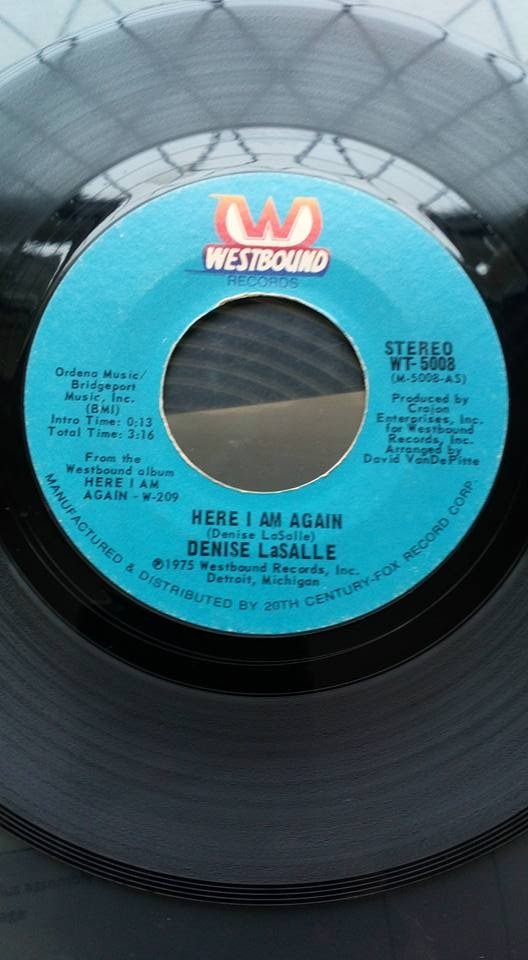 W
WESTBOUND
RECORDS
STEREO
WT-5008
(M-5008-AS)
Produced by
Crajon
Enterprises, Inc.
for Westbound
Records, Inc.
Arranged by
David VanDePitte
Ordena Music/
Bridgeport
Music, Inc.
(BMI)
Intro Time: 0:13
Total Time: 3:16
From the
Westbound album
HERE I AM
AGAIN - W-209
HERE I AM AGAIN
(Denise LaSalle)
DENISE LaSALLE
℗1975 Westbound Records, Inc.
Detroit, Michigan
MANUFACTURED & DISTRIBUTED BY 20TH CENTURY-FOX RECORD CORP.